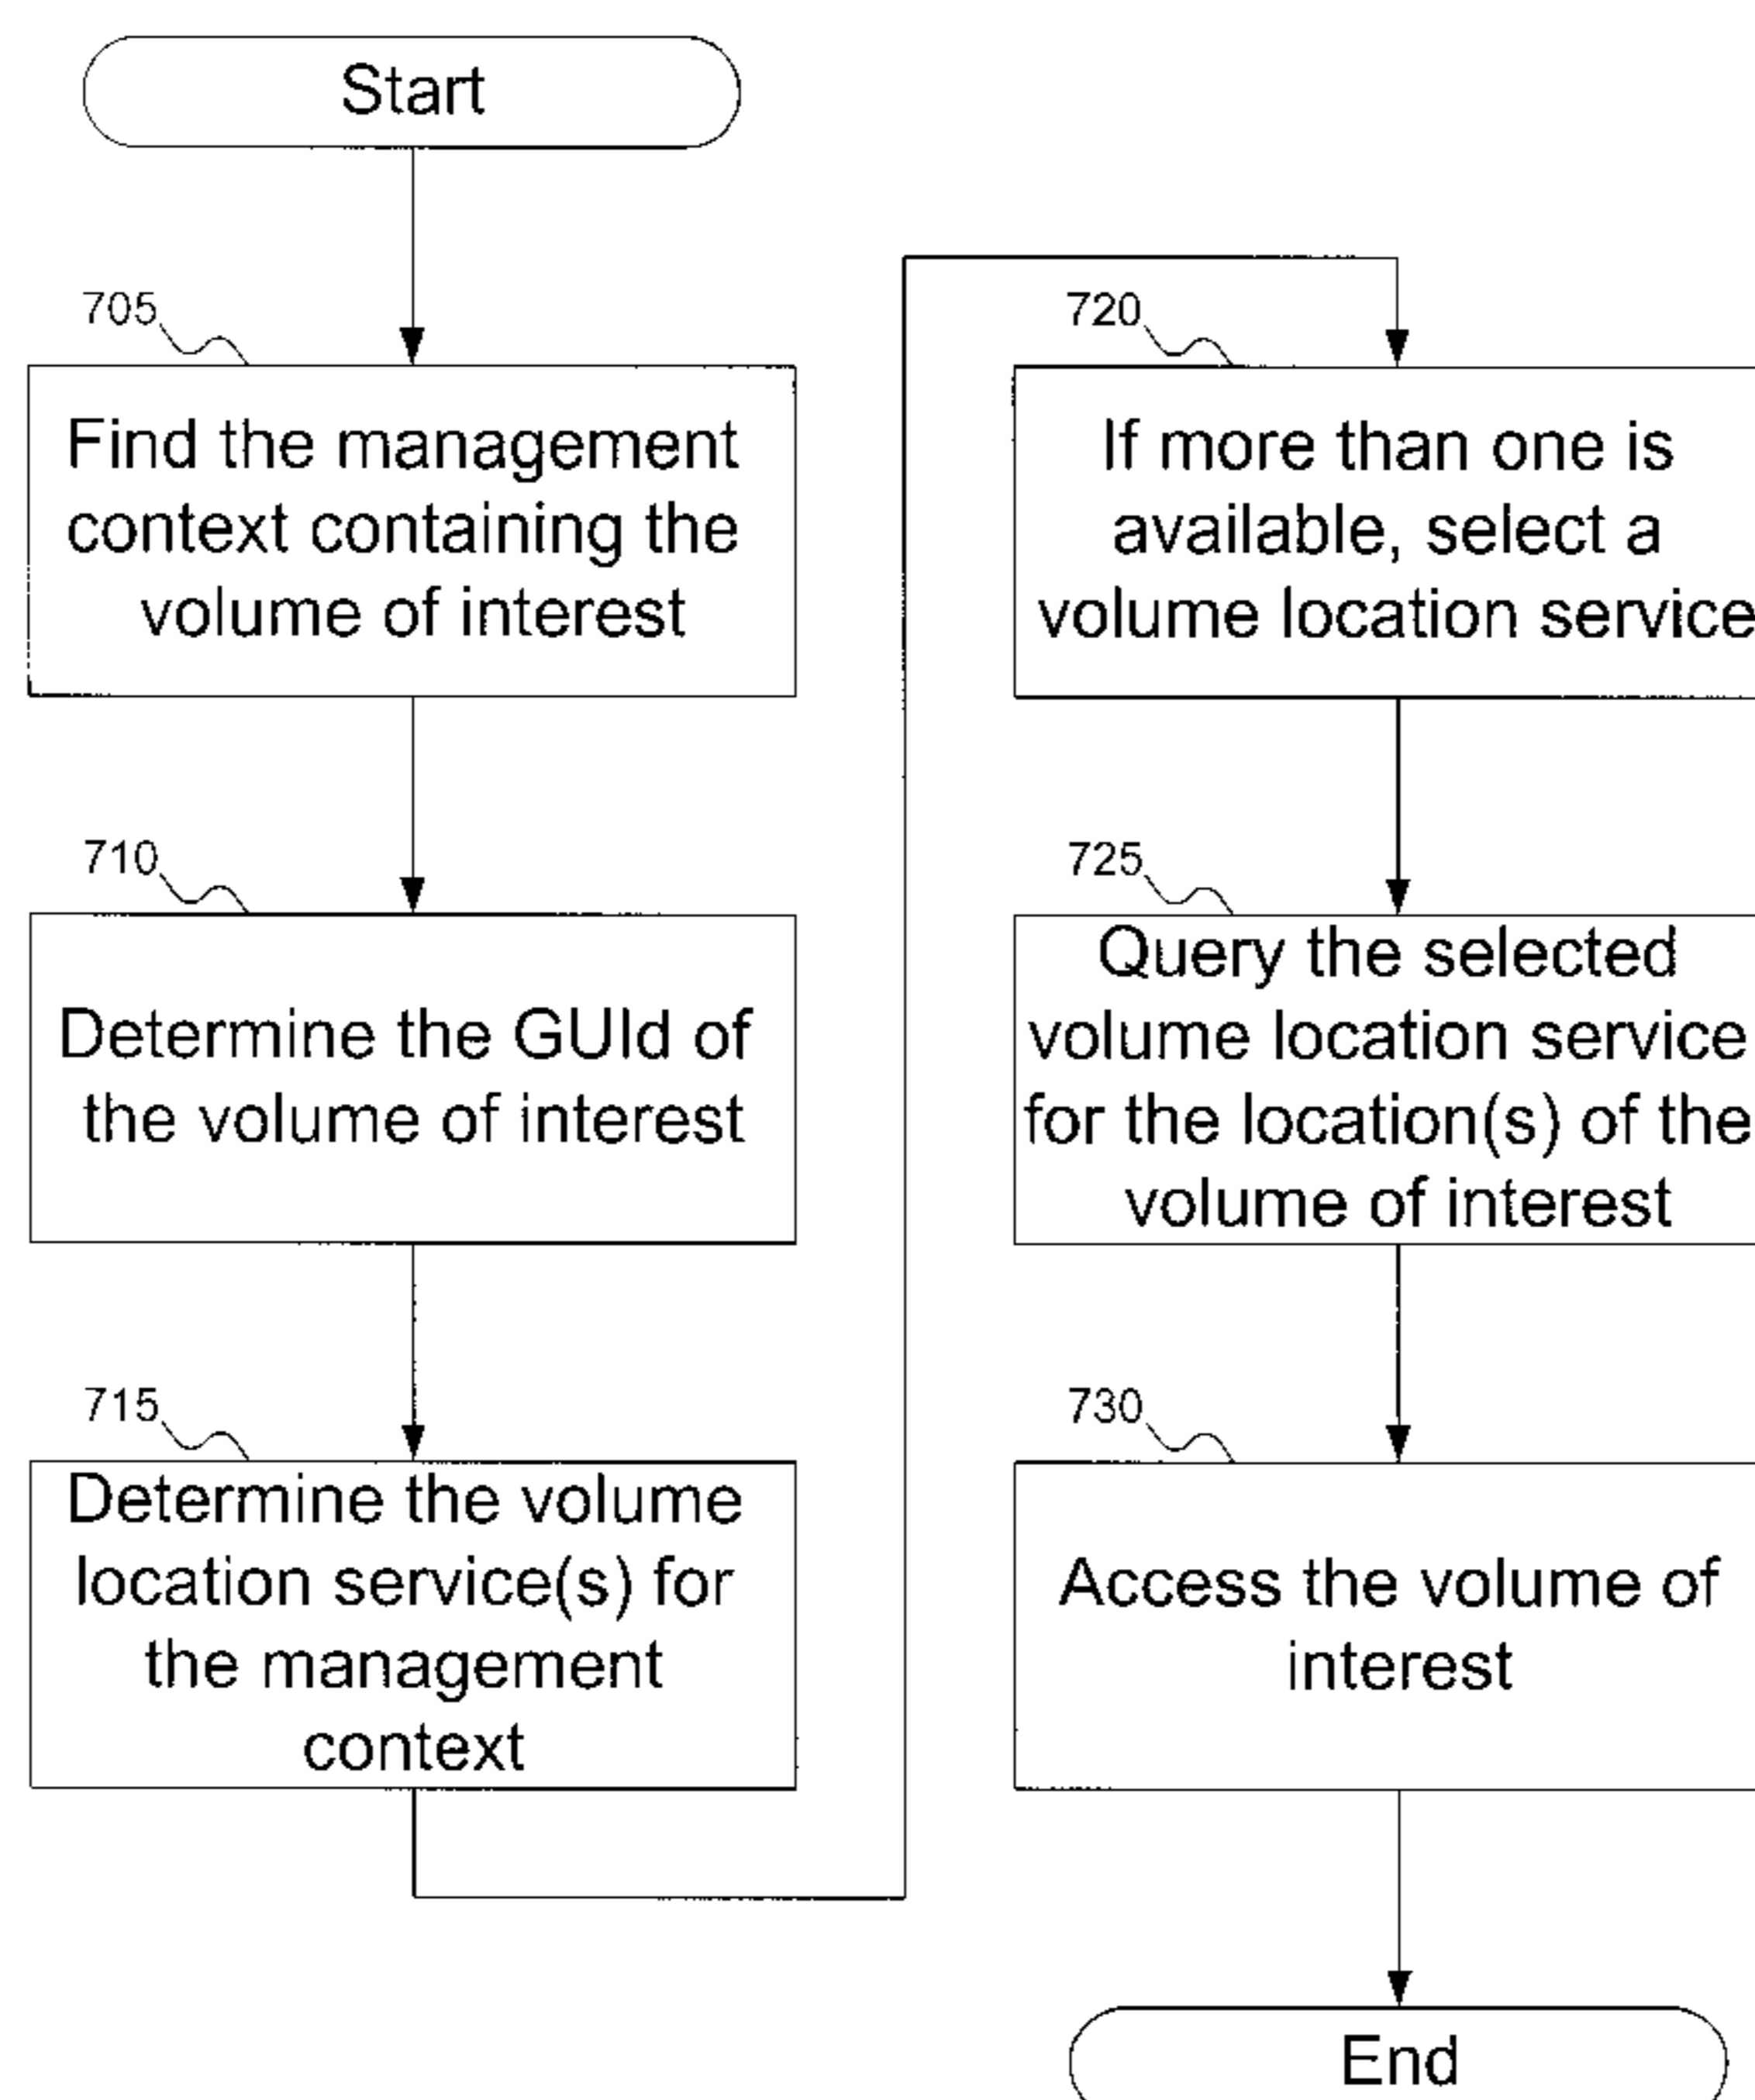 Start
705
Find the management
context containing the
volume of interest
710
Determine the GUId of
the volume of interest
715
Determine the volume
location service(s) for
the management
context
720
If more than one is
available, select a
volume location service
725
Query the selected
volume location service
for the location(s) of the
volume of interest
730
Access the volume of
interest
End